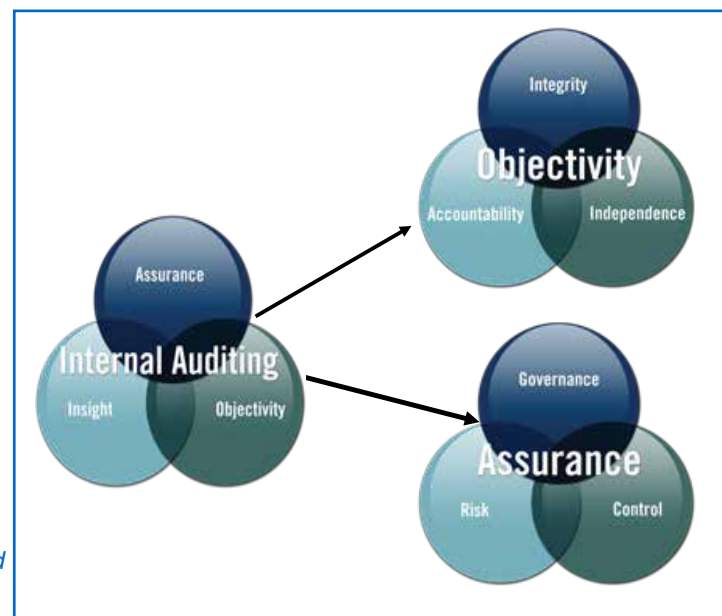 Assurance
Internal Auditing
Insight
Objectivity
Integrity
Objectivity
Accountability
Independence
Governance
Assurance
Risk
Control